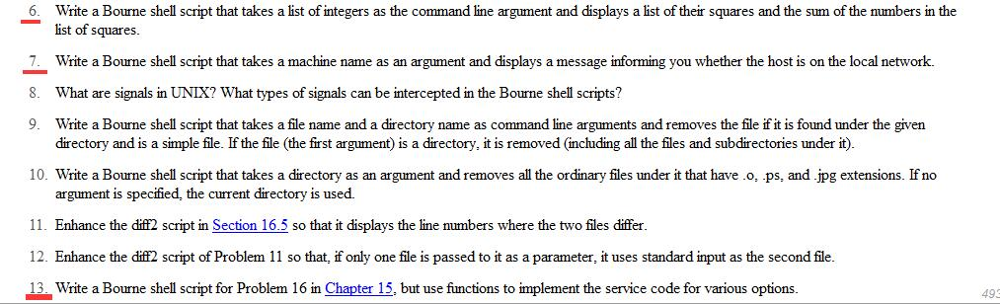 6. Write a Bourne shell script that takes a list of integers as the command line argument and displays a list of their squares and the sum of the numbers in the
list of squares.
7. Write a Bourne shell script that takes a machine name as an argument and displays a message informing you whether the host is on the local network.
8. What are signals in UNIX? What types of signals can be intercepted in the Bourne shell scripts?
9. Write a Bourne shell script that takes a file name and a directory name as command line arguments and removes the file if it is found under the given
directory and is a simple file. If the file (the first argument) is a directory, it is removed (including all the files and subdirectories under it).
10. Write a Bourne shell script that takes a directory as an argument and removes all the ordinary files under it that have .o, .ps, and .jpg extensions. If no
argument is specified, the current directory is used.
11. Enhance the diff2 script in Section 16.5 so that it displays the line numbers where the two files differ.
12. Enhance the diff2 script of Problem 11 so that, if only one file is passed to it as a parameter, it uses standard input as the second file.
13. Write a Bourne shell script for Problem 16 in Chapter 15, but use functions to implement the service code for various options.
493